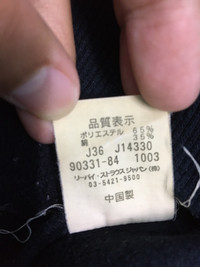 品質表示
ポリエステル 65%
綿 35%
J36 J14330
90331-84 1003
リーバイ・ストラウスジャパン(株)
03-5421-9500
中国製